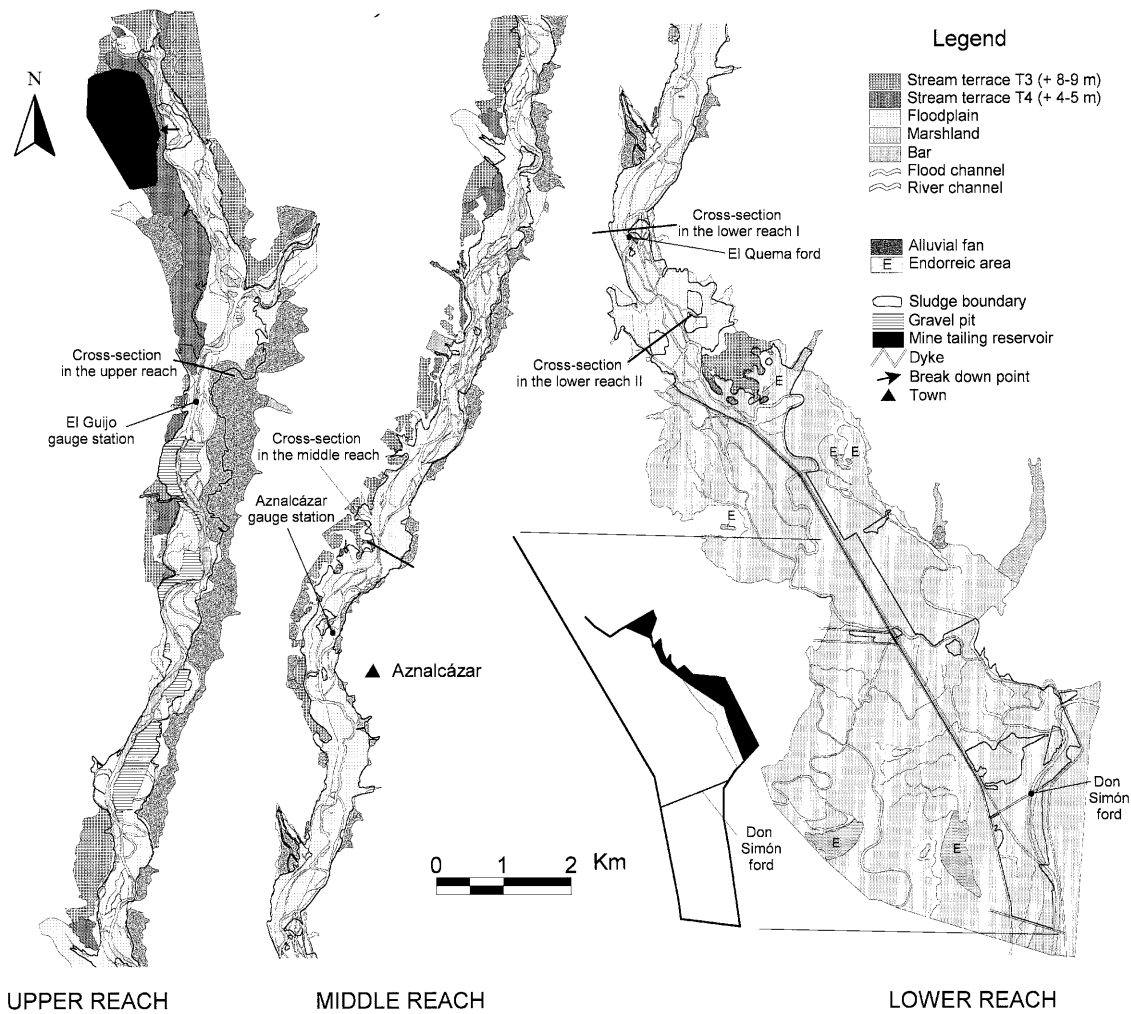 N
Legend
Stream terrace T3 (+ 8-9 m)
Stream terrace T4 (+ 4-5 m)
Floodplain
Marshland
Bar
Flood channel
River channel
Alluvial fan
E Endorreic area
Sludge boundary
Gravel pit
Mine tailing reservoir
Dyke
Break down point
Town
Cross-section
in the upper reach
El Guijo
gauge station
Cross-section
in the middle reach
Aznalcázar
gauge station
Aznalcázar
Cross-section
in the lower reach I
El Quema ford
Cross-section
in the lower reach II
E
E
E
E
E
E
Don
Simón
ford
Don
Simón
ford
0 1 2 Km
UPPER REACH
MIDDLE REACH
LOWER REACH